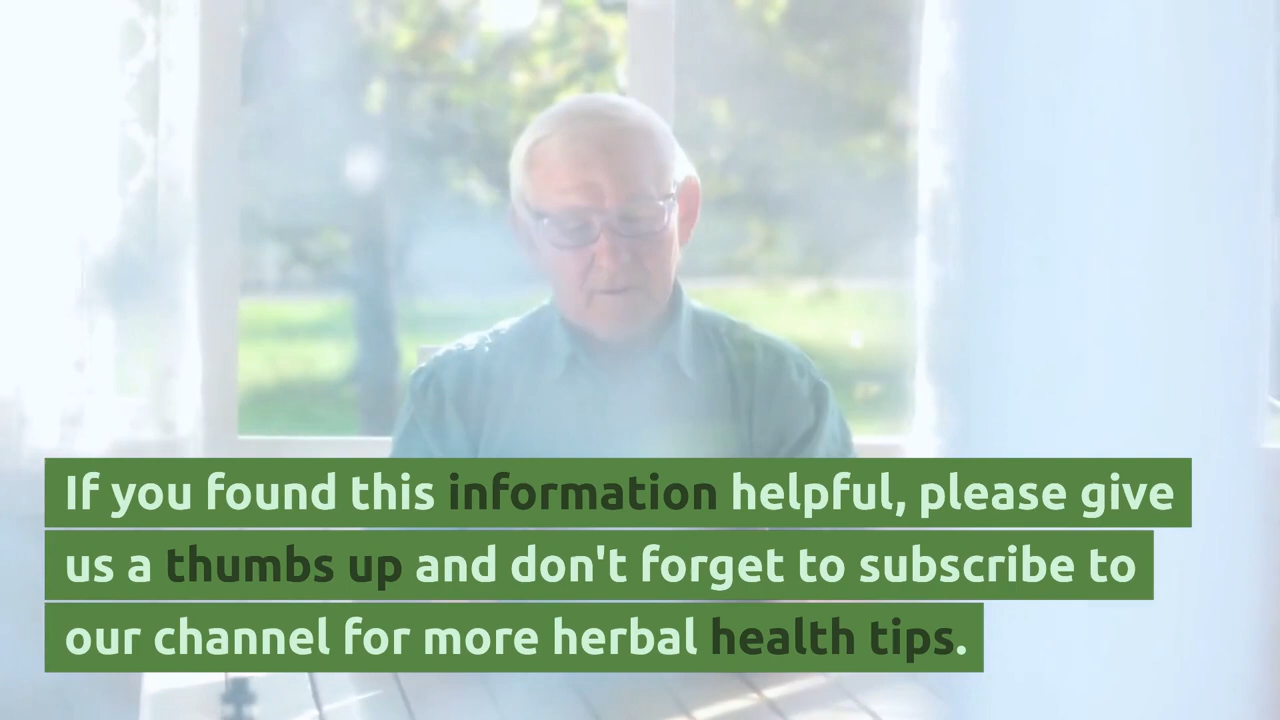 If you found this information helpful, please give
us a thumbs up and don't forget to subscribe to
our channel for more herbal health tips.